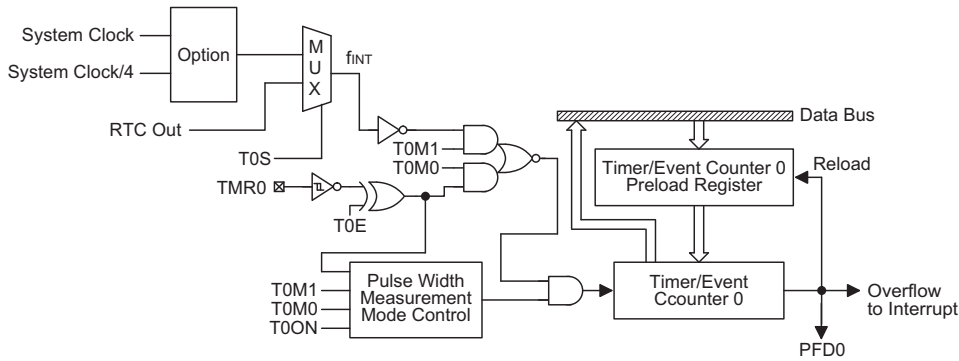 System Clock
System Clock/4
Option
MUX
fINT
RTC Out
T0S
T0M1
T0M0
TMR0
T0E
Data Bus
Timer/Event Counter 0
Preload Register
Reload
T0M1
T0M0
T0ON
Pulse Width
Measurement
Mode Control
Timer/Event
Ccounter 0
Overflow
to Interrupt
PFD0